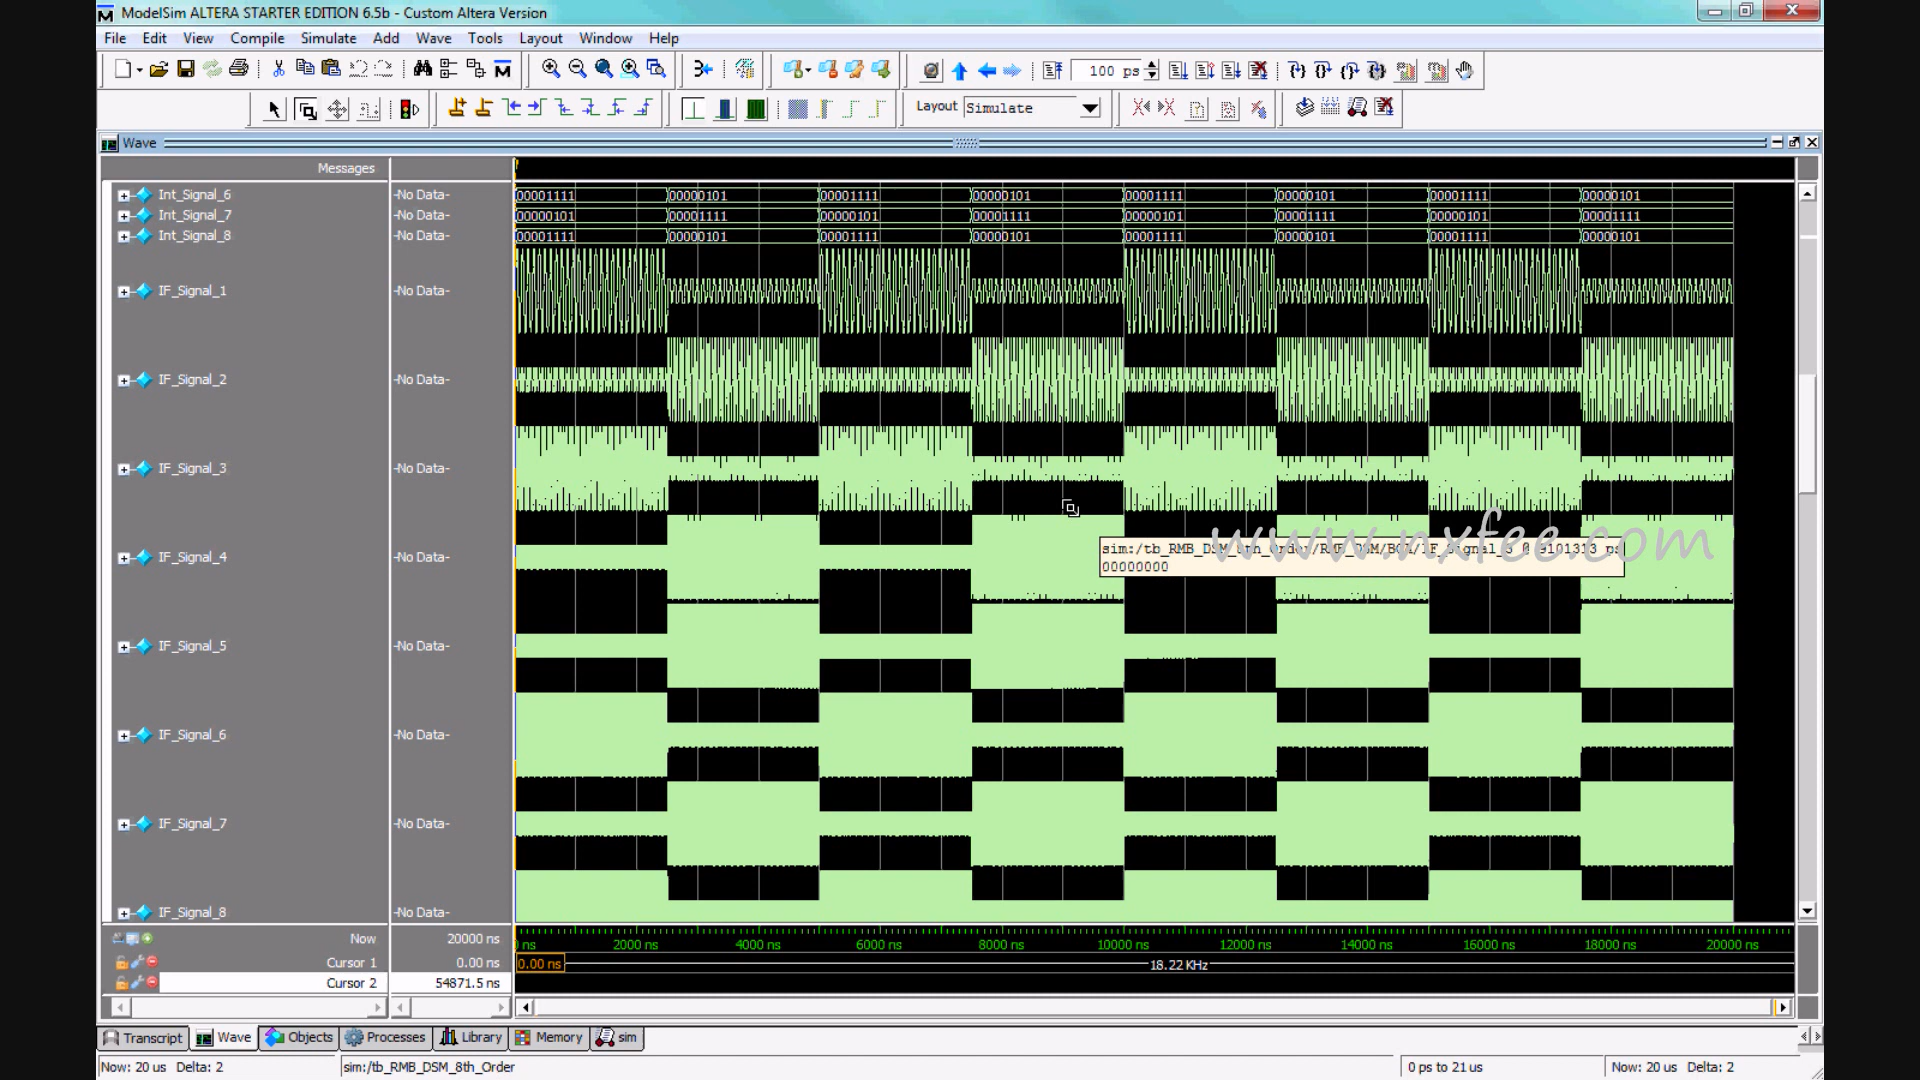 ModelSim ALTERA STARTER EDITION 6.5b - Custom Altera Version
File Edit View Compile Simulate Add Wave Tools Layout Window Help
100 ps
Layout Simulate
Wave
Messages
Int_Signal_6 -No Data- 00001111 00000101 00001111 00000101 00001111 00000101 00001111 00000101
Int_Signal_7 -No Data- 00000101 00001111 00000101 00001111 00000101 00001111 00000101 00001111
Int_Signal_8 -No Data- 00001111 00000101 00001111 00000101 00001111 00000101 00001111 00000101
IF_Signal_1 -No Data-
IF_Signal_2 -No Data-
IF_Signal_3 -No Data-
www.nxfee.com
sim:/tb_RMB_DSM_8th_Order/RMB_DSM/
00000000
IF_Signal_4 -No Data-
IF_Signal_5 -No Data-
IF_Signal_6 -No Data-
IF_Signal_7 -No Data-
IF_Signal_8 -No Data-
Now 20000 ns ns 2000 ns 4000 ns 6000 ns 8000 ns 10000 ns 12000 ns 14000 ns 16000 ns 18000 ns 20000 ns
Cursor 1 0.00 ns 0.00 ns 18.22 KHz
Cursor 2 54871.5 ns
Transcript Wave Objects Processes Library Memory sim
Now: 20 us Delta: 2 sim:/tb_RMB_DSM_8th_Order 0 ps to 21 us Now: 20 us Delta: 2